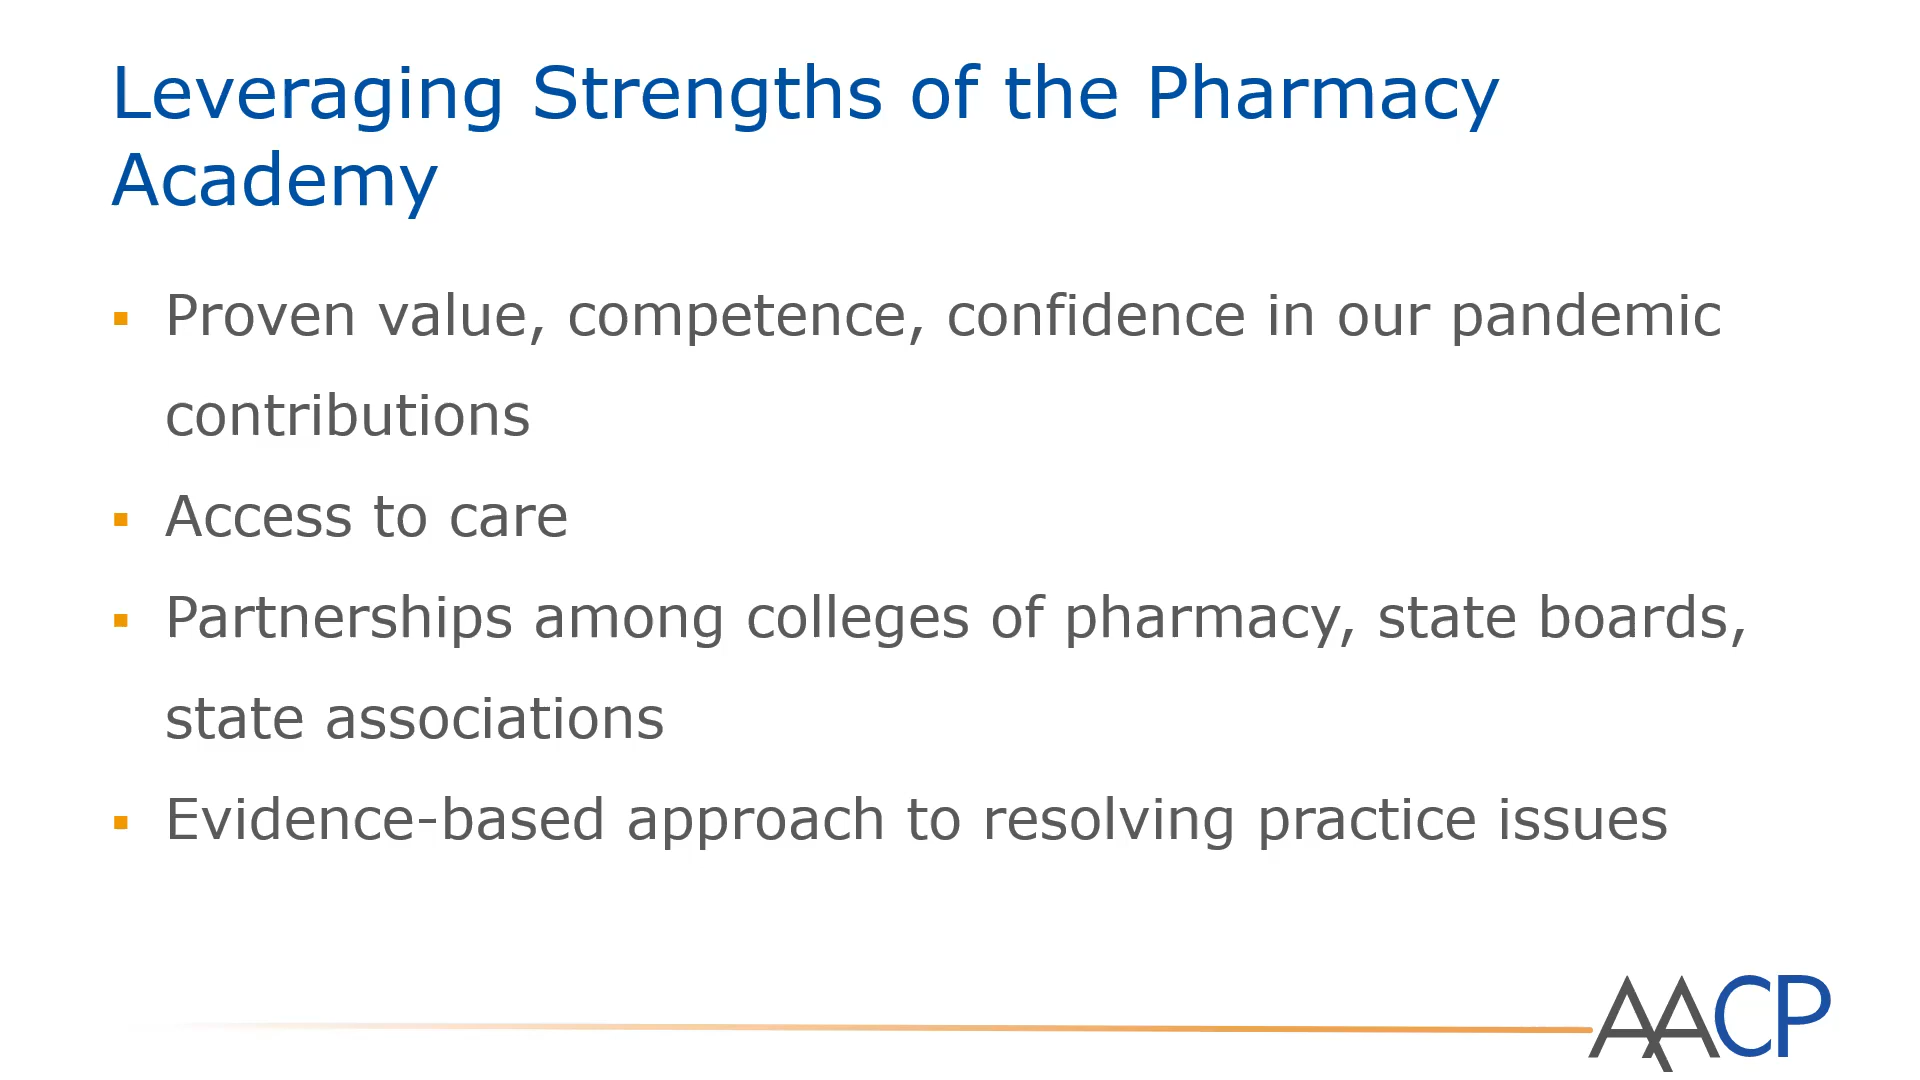 Leveraging Strengths of the Pharmacy
Academy
▪ Proven value, competence, confidence in our pandemic
contributions
▪ Access to care
▪ Partnerships among colleges of pharmacy, state boards,
state associations
▪ Evidence-based approach to resolving practice issues
AACP